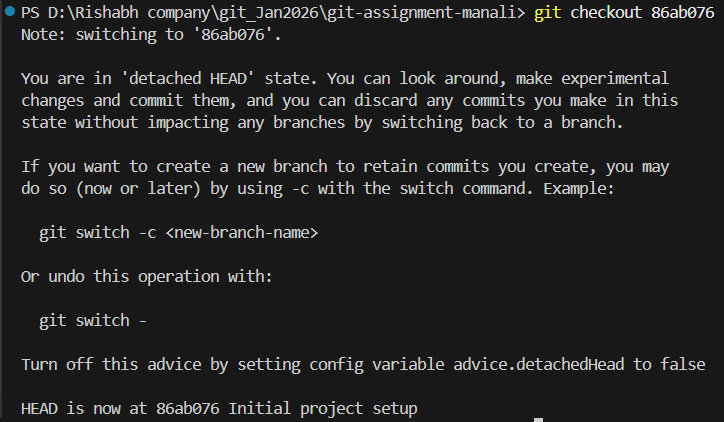 PS D:\Rishabh company\git_Jan2026\git-assignment-manali> git checkout 86ab076
Note: switching to '86ab076'.
You are in 'detached HEAD' state. You can look around, make experimental
changes and commit them, and you can discard any commits you make in this
state without impacting any branches by switching back to a branch.
If you want to create a new branch to retain commits you create, you may
do so (now or later) by using -c with the switch command. Example:
git switch -c <new-branch-name>
Or undo this operation with:
git switch -
Turn off this advice by setting config variable advice.detachedHead to false
HEAD is now at 86ab076 Initial project setup